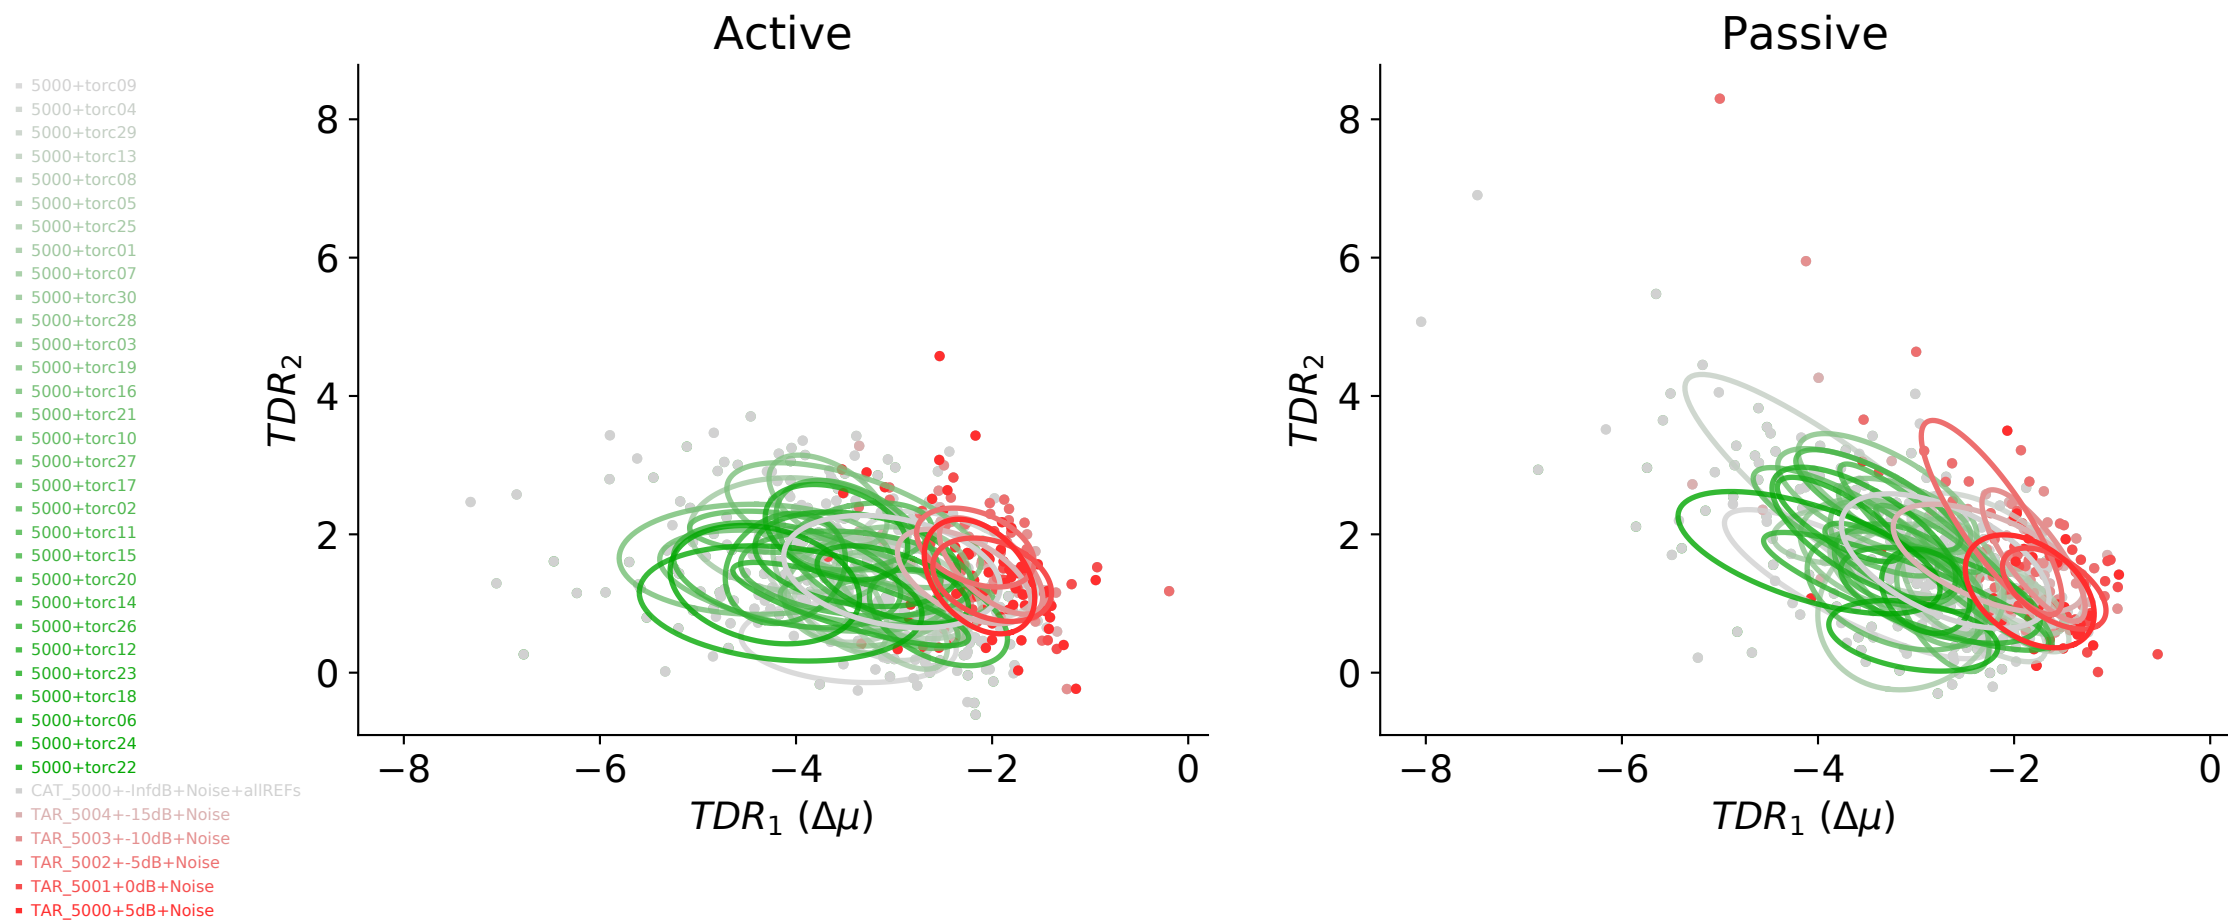 Active
Passive
5000+torc09
5000+torc04
5000+torc29
5000+torc13
5000+torc08
5000+torc05
5000+torc25
5000+torc01
5000+torc07
5000+torc30
5000+torc28
5000+torc03
5000+torc19
5000+torc16
5000+torc21
5000+torc10
5000+torc27
5000+torc17
5000+torc02
5000+torc11
5000+torc15
5000+torc20
5000+torc14
5000+torc26
5000+torc12
5000+torc23
5000+torc18
5000+torc06
5000+torc24
5000+torc22
CAT_5000+-InfdB+Noise+allREFs
TAR_5004+-15dB+Noise
TAR_5003+-10dB+Noise
TAR_5002+-5dB+Noise
TAR_5001+0dB+Noise
TAR_5000+5dB+Noise
TDR₂
8
6
4
2
0
−8 −6 −4 −2 0
TDR₁ (Δμ)
TDR₂
8
6
4
2
0
−8 −6 −4 −2 0
TDR₁ (Δμ)